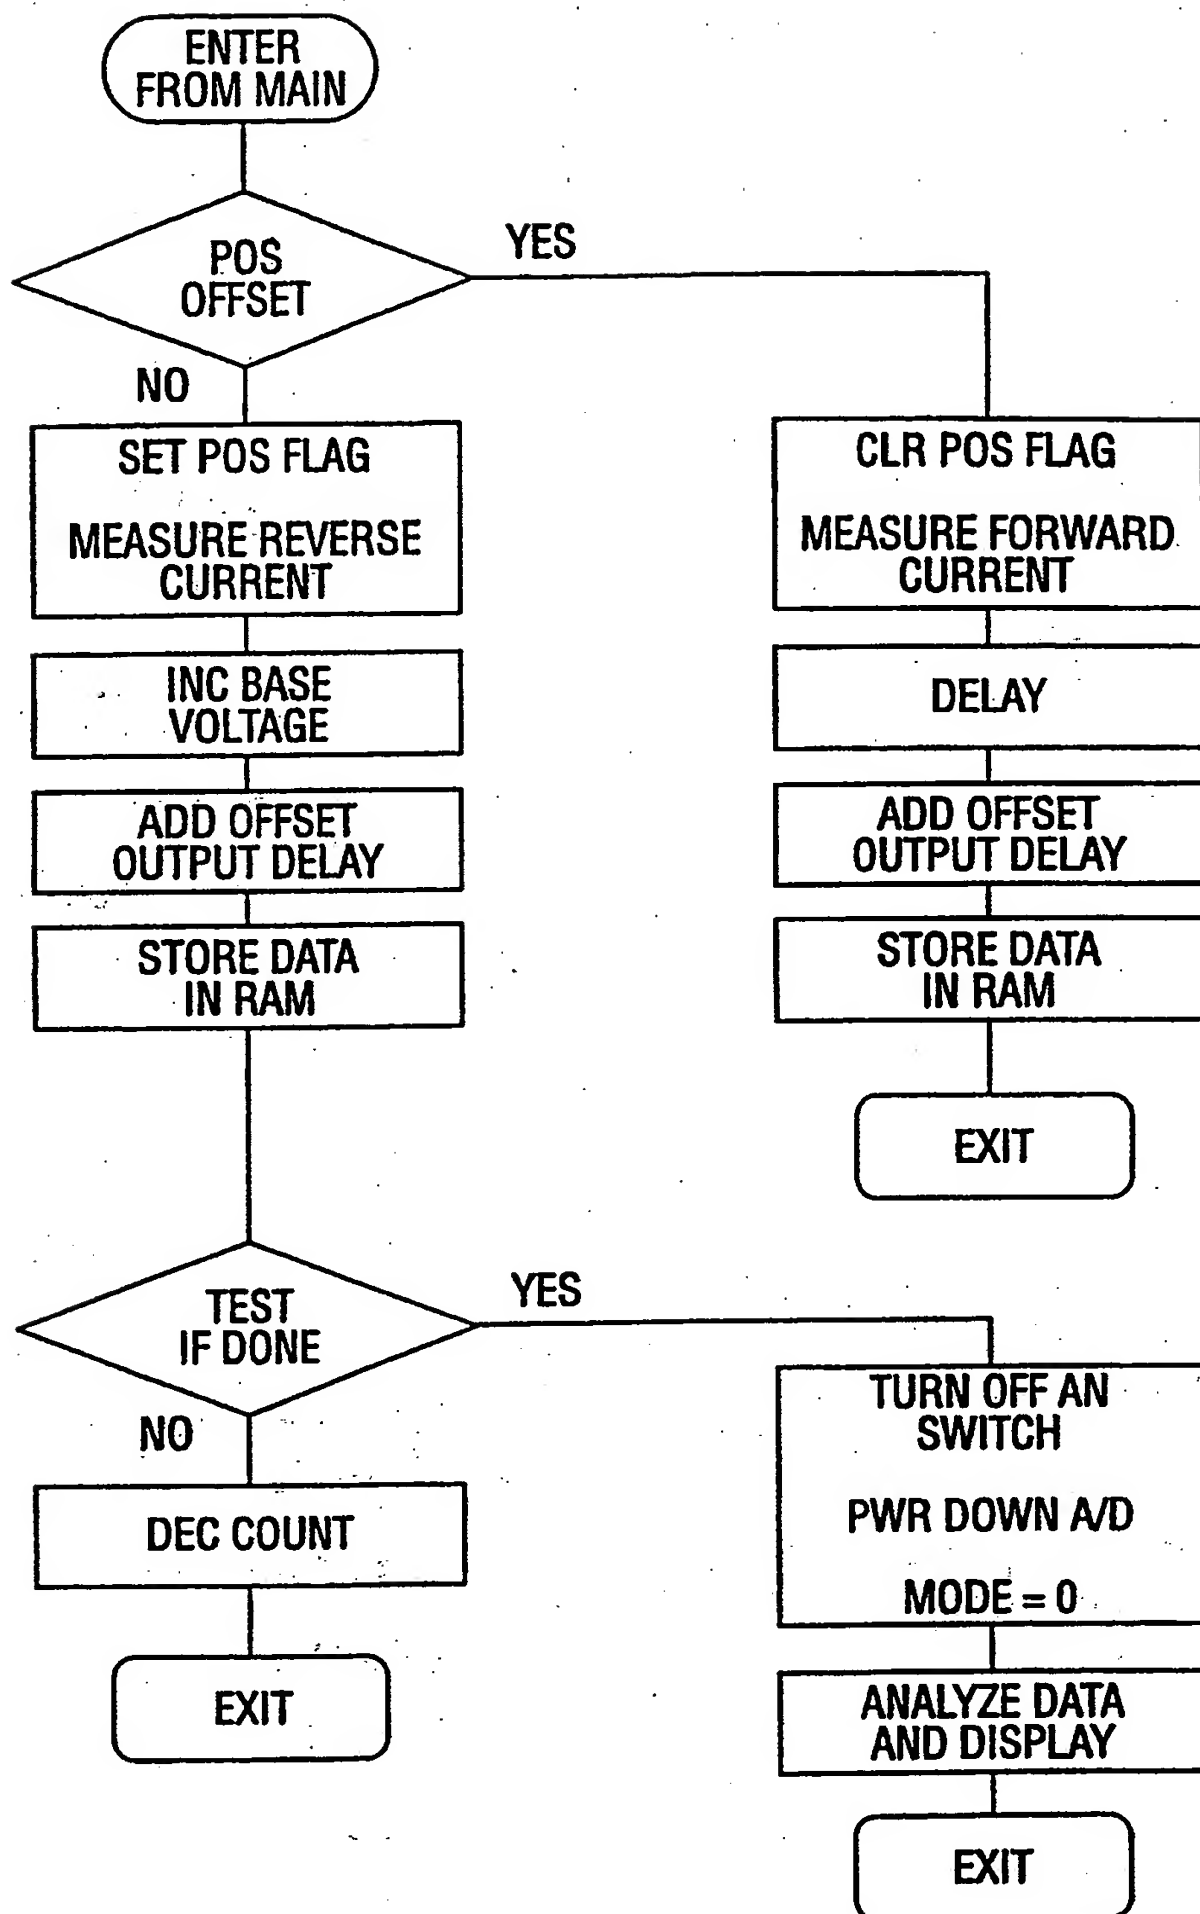 ENTER
FROM MAIN
POS
OFFSET
YES
NO
SET POS FLAG
MEASURE REVERSE
CURRENT
INC BASE
VOLTAGE
ADD OFFSET
OUTPUT DELAY
STORE DATA
IN RAM
CLR POS FLAG
MEASURE FORWARD
CURRENT
DELAY
ADD OFFSET
OUTPUT DELAY
STORE DATA
IN RAM
EXIT
TEST
IF DONE
YES
NO
DEC COUNT
EXIT
TURN OFF AN
SWITCH
PWR DOWN A/D
MODE = 0
ANALYZE DATA
AND DISPLAY
EXIT